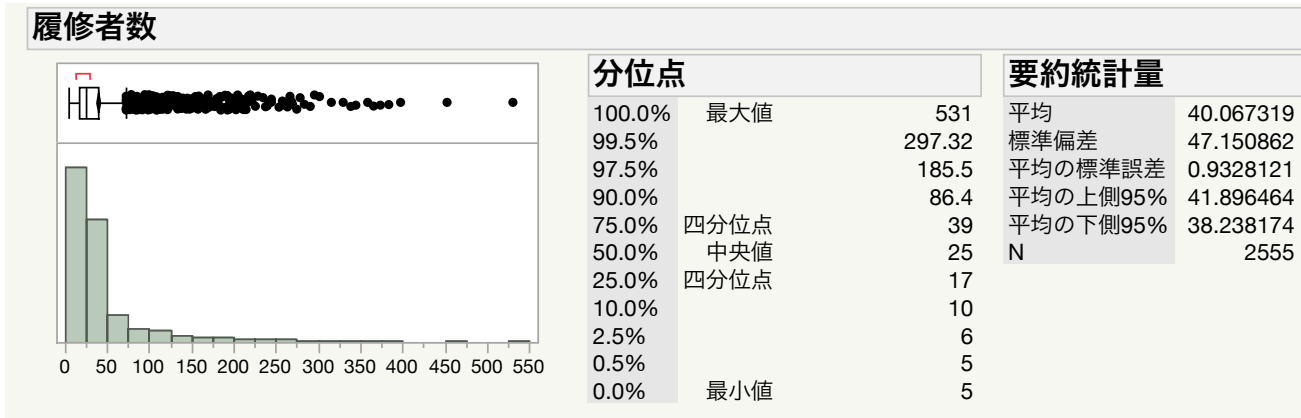 履修者数
0 50 100 150 200 250 300 350 400 450 500 550
分位点
100.0% 最大値 531
99.5% 297.32
97.5% 185.5
90.0% 86.4
75.0% 四分位点 39
50.0% 中央値 25
25.0% 四分位点 17
10.0% 10
2.5% 6
0.5% 5
0.0% 最小値 5
要約統計量
平均 40.067319
標準偏差 47.150862
平均の標準誤差 0.9328121
平均の上側95% 41.896464
平均の下側95% 38.238174
N 2555